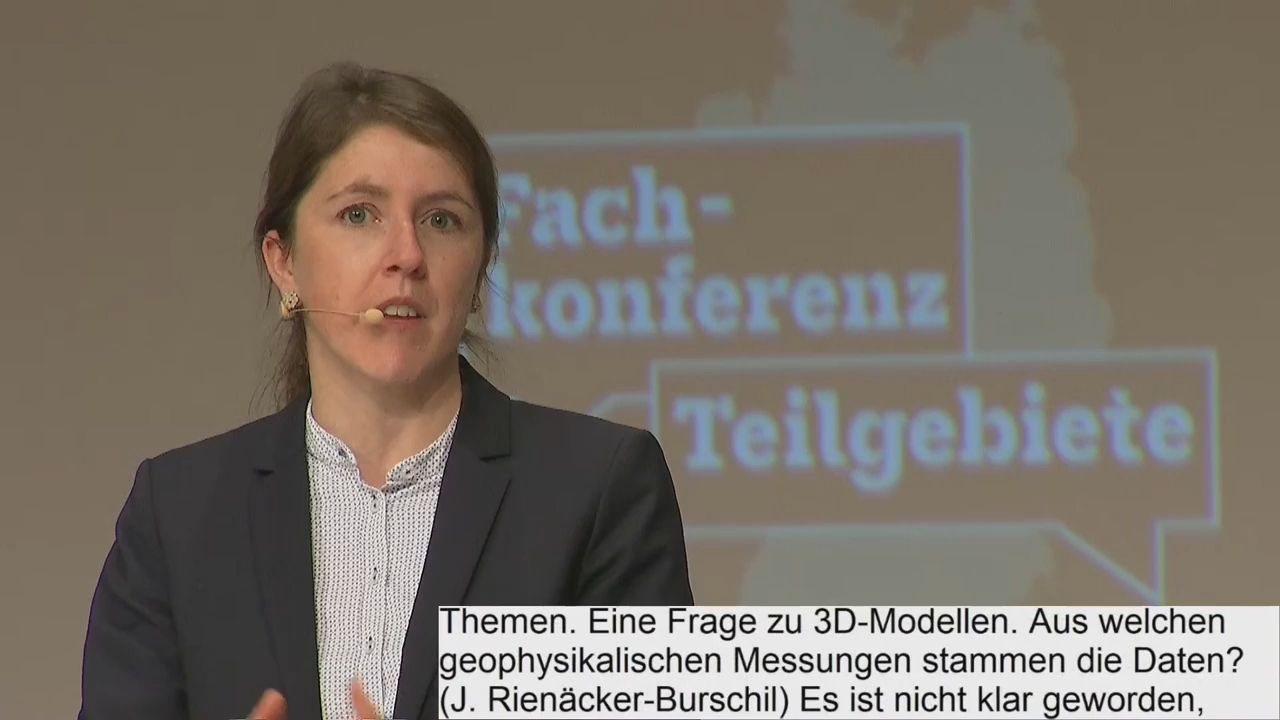 Fach-
konferenz
Teilgebiete
Themen. Eine Frage zu 3D-Modellen. Aus welchen
geophysikalischen Messungen stammen die Daten?
(J. Rienäcker-Burschil) Es ist nicht klar geworden,